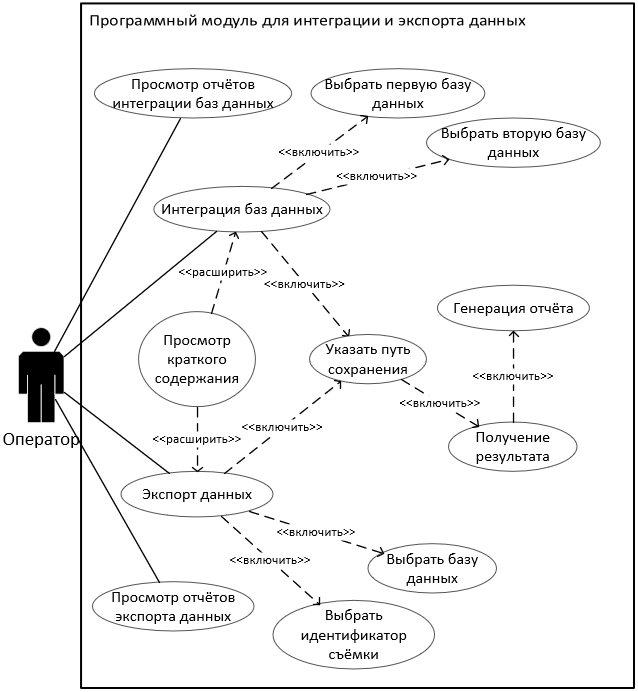 Программный модуль для интеграции и экспорта данных
Просмотр отчётов
интеграции баз данных
Выбрать первую базу
данных
Выбрать вторую базу
данных
<<включить>>
<<включить>>
Интеграция баз данных
<<расширить>>
<<включить>>
Генерация отчёта
Просмотр
краткого
содержания
Указать путь
сохранения
<<включить>>
<<включить>>
Оператор
<<расширить>>
<<включить>>
Получение
результата
Экспорт данных
<<включить>>
<<включить>>
Выбрать базу
данных
Просмотр отчётов
экспорта данных
Выбрать
идентификатор
съёмки